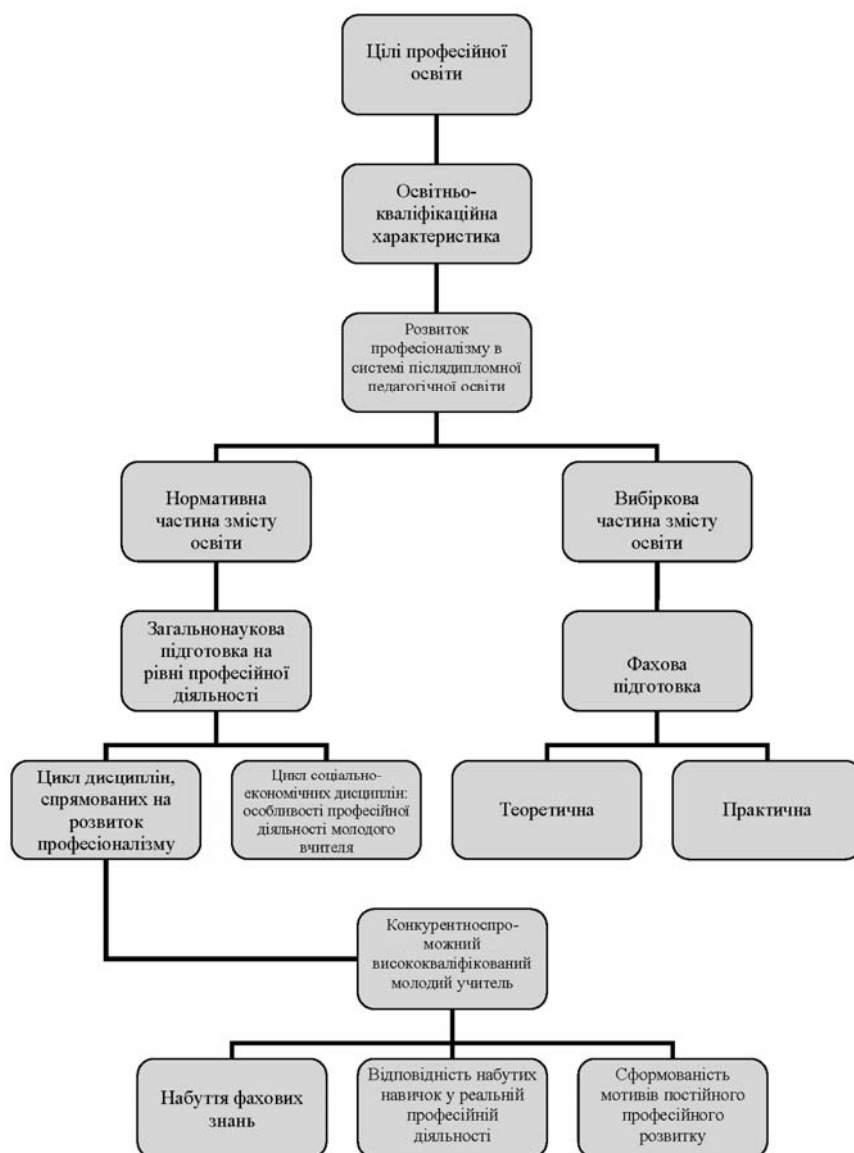 Цілі професійної
освіти
Освітньо-
кваліфікаційна
характеристика
Розвиток
професіоналізму в
системі післядипломної
педагогічної освіти
Нормативна
частина змісту
освіти
Вибіркова
частина змісту
освіти
Загальнонаукова
підготовка на
рівні професійної
діяльності
Фахова
підготовка
Цикл дисциплін,
спрямованих на
розвиток
професіоналізму
Цикл соціально-
економічних дисциплін:
особливості професійної
діяльності молодого
вчителя
Теоретична
Практична
Конкурентноспро-
можний
висококваліфікований
молодий учитель
Набуття фахових
знань
Відповідність набутих
навичок у реальній
професійній
діяльності
Сформованість
мотивів постійного
професійного
розвитку